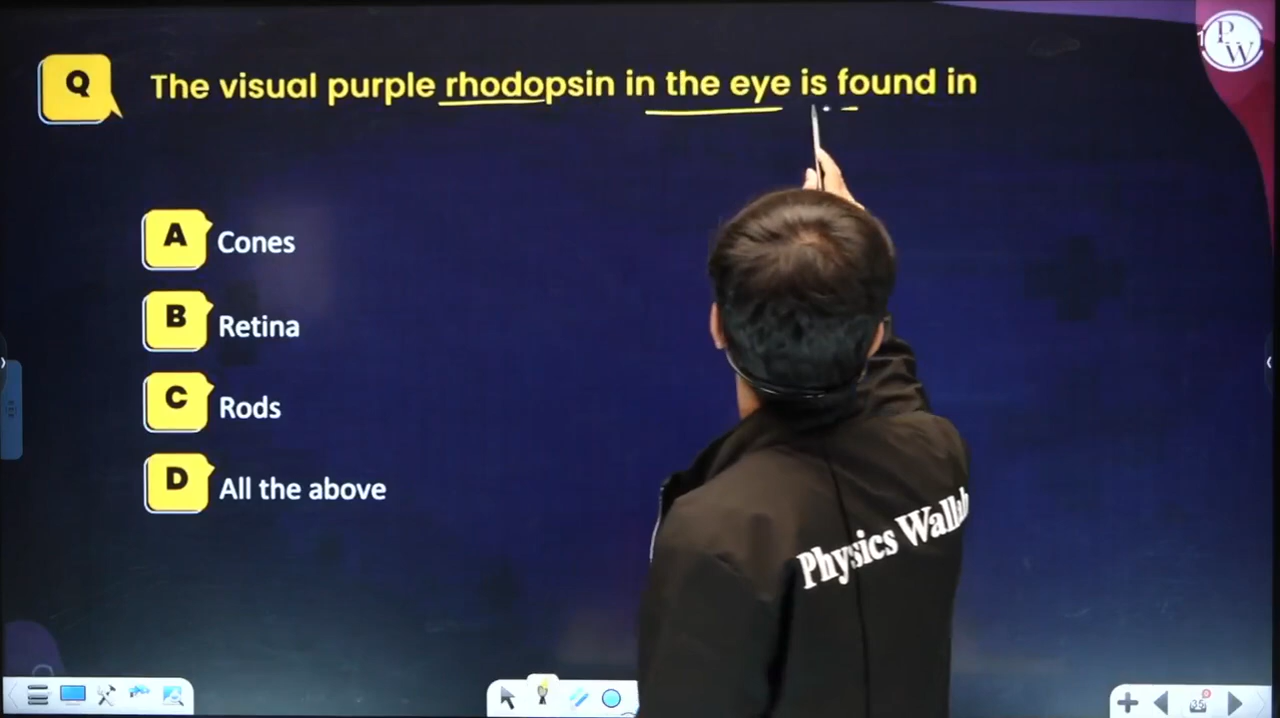 Q The visual purple rhodopsin in the eye is found in
PW
A Cones
B Retina
C Rods
D All the above
Physics Wallah
35